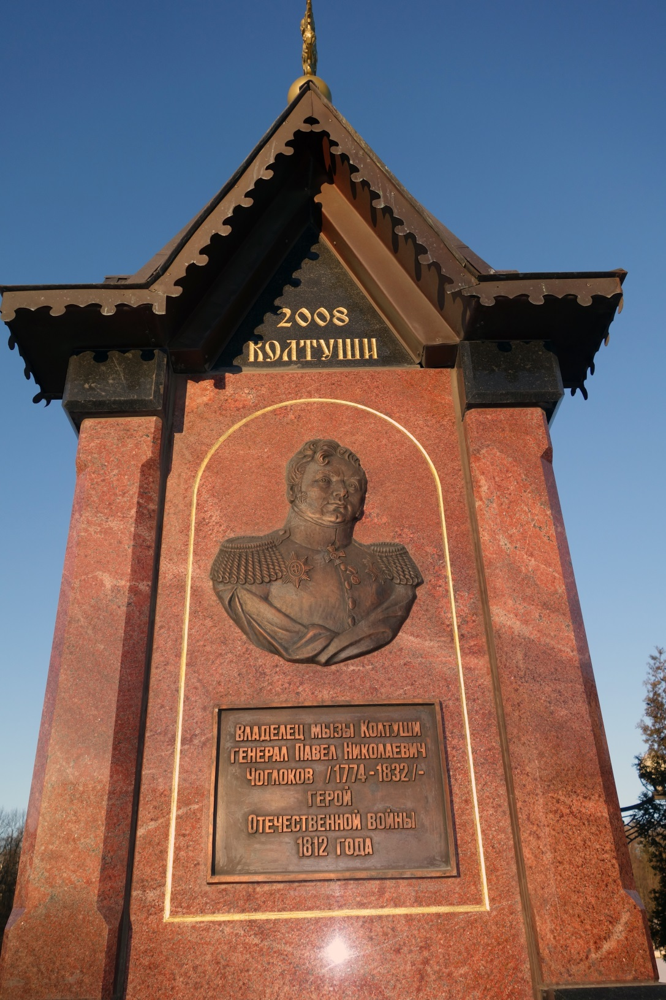 2008
КОЛТУШИ
ВЛАДЕЛЕЦ МЫЗЫ КОЛТУШИ
ГЕНЕРАЛ ПАВЕЛ НИКОЛАЕВИЧ
ЧОГЛОКОВ /1774-1832/-
ГЕРОЙ
ОТЕЧЕСТВЕННОЙ ВОЙНЫ
1812 ГОДА